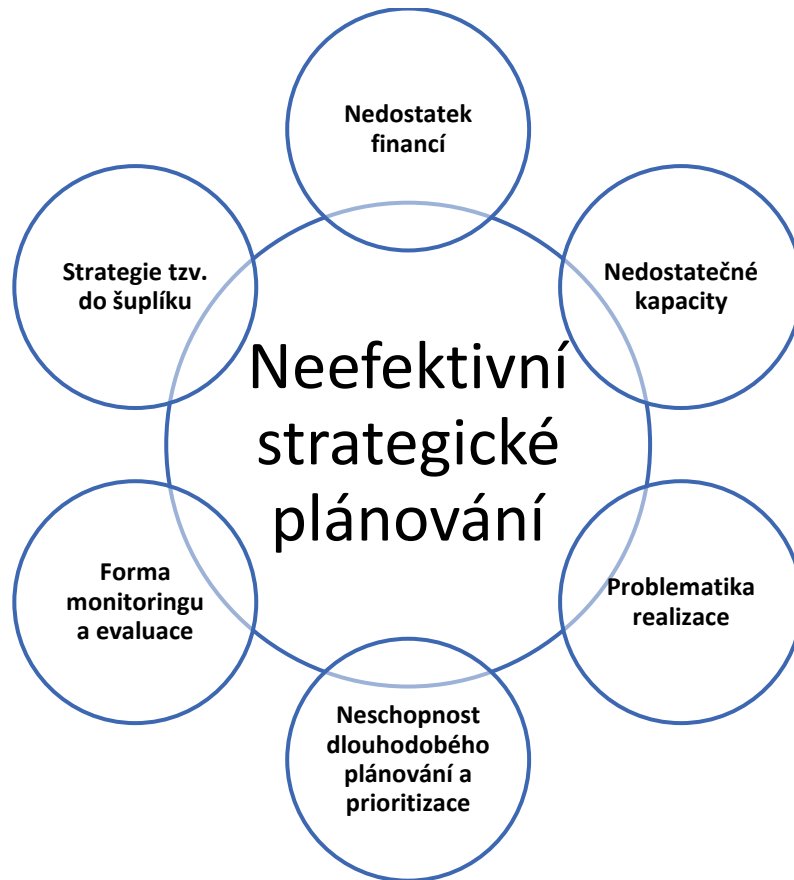 Nedostatek
financí
Nedostatečné
kapacity
Problematika
realizace
Neschopnost
dlouhodobého
plánování a
prioritizace
Forma
monitoringu
a evaluace
Strategie tzv.
do šuplíku
Neefektivní
strategické
plánování